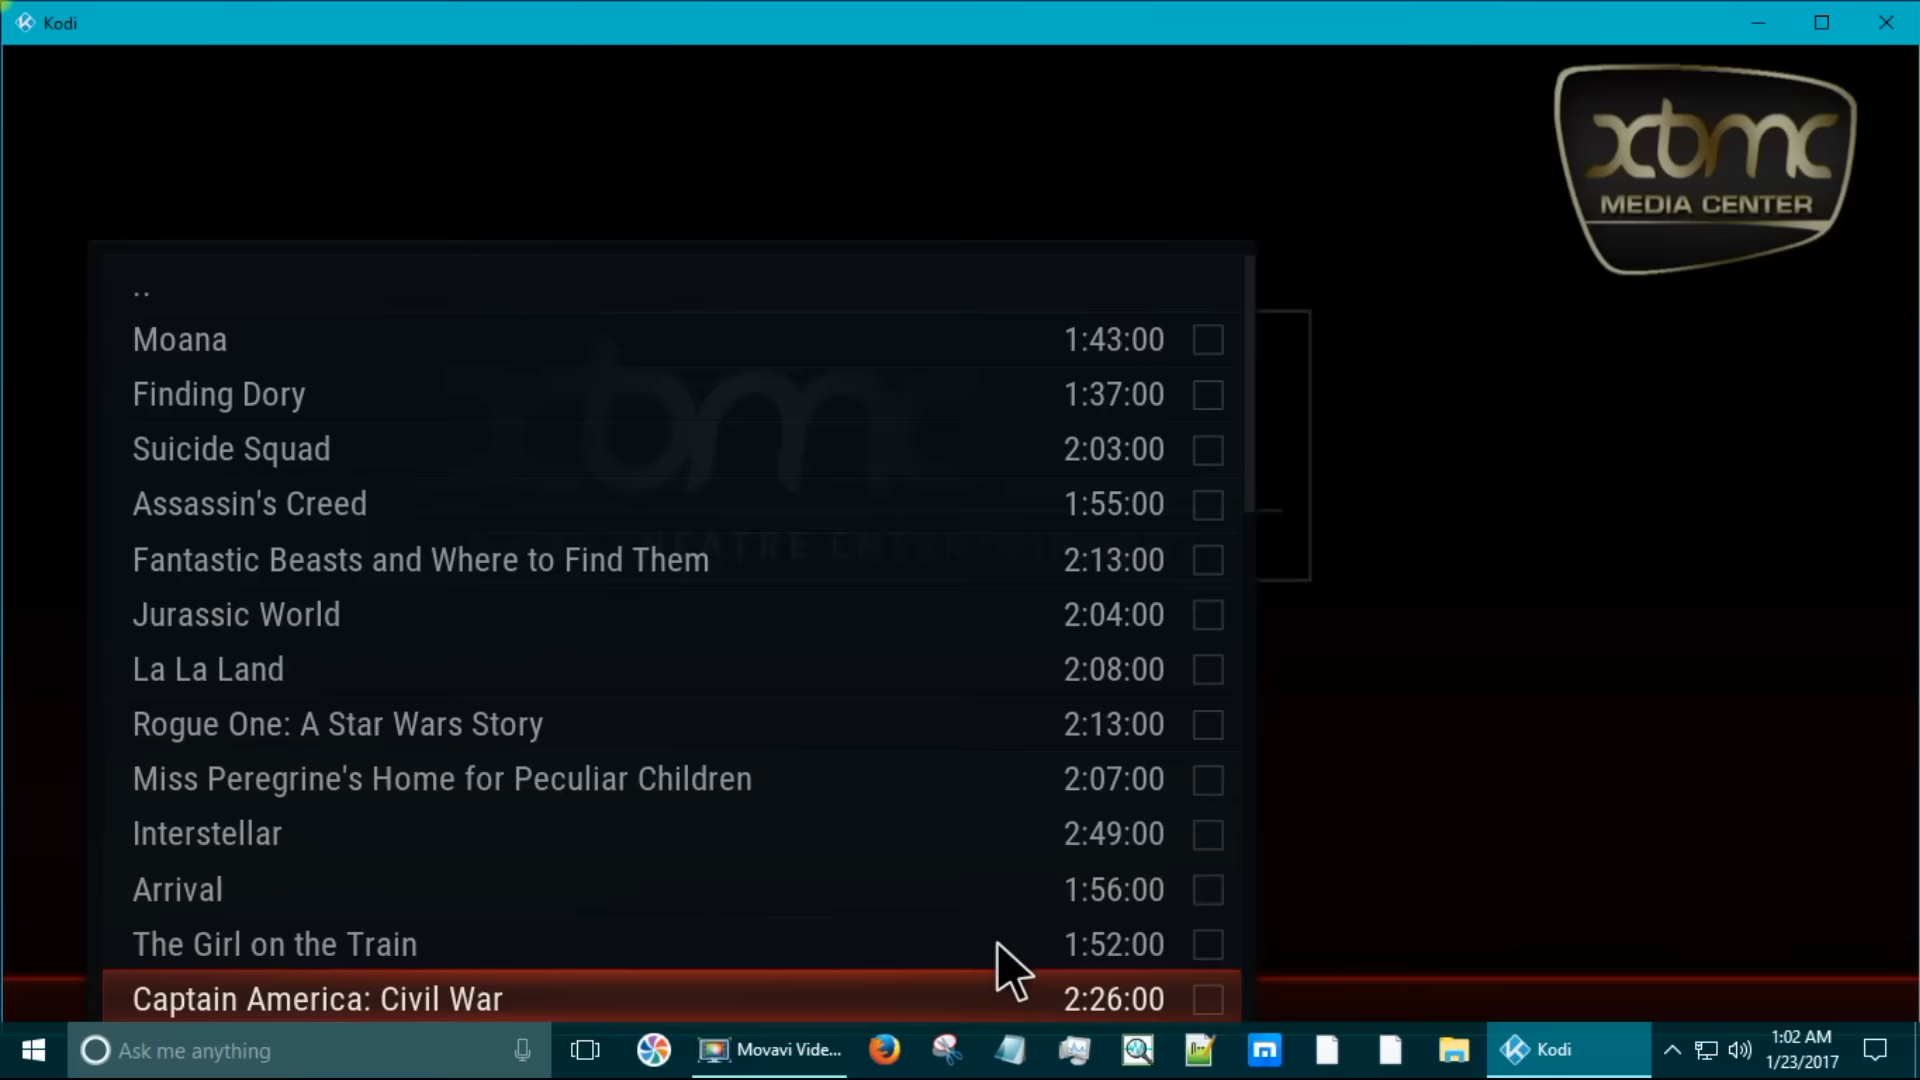 Kodi
xbmc
MEDIA CENTER
..
Moana 1:43:00
Finding Dory 1:37:00
Suicide Squad 2:03:00
Assassin's Creed 1:55:00
Fantastic Beasts and Where to Find Them 2:13:00
Jurassic World 2:04:00
La La Land 2:08:00
Rogue One: A Star Wars Story 2:13:00
Miss Peregrine's Home for Peculiar Children 2:07:00
Interstellar 2:49:00
Arrival 1:56:00
The Girl on the Train 1:52:00
Captain America: Civil War 2:26:00
Ask me anything Movavi Vide... Kodi 1:02 AM
1/23/2017